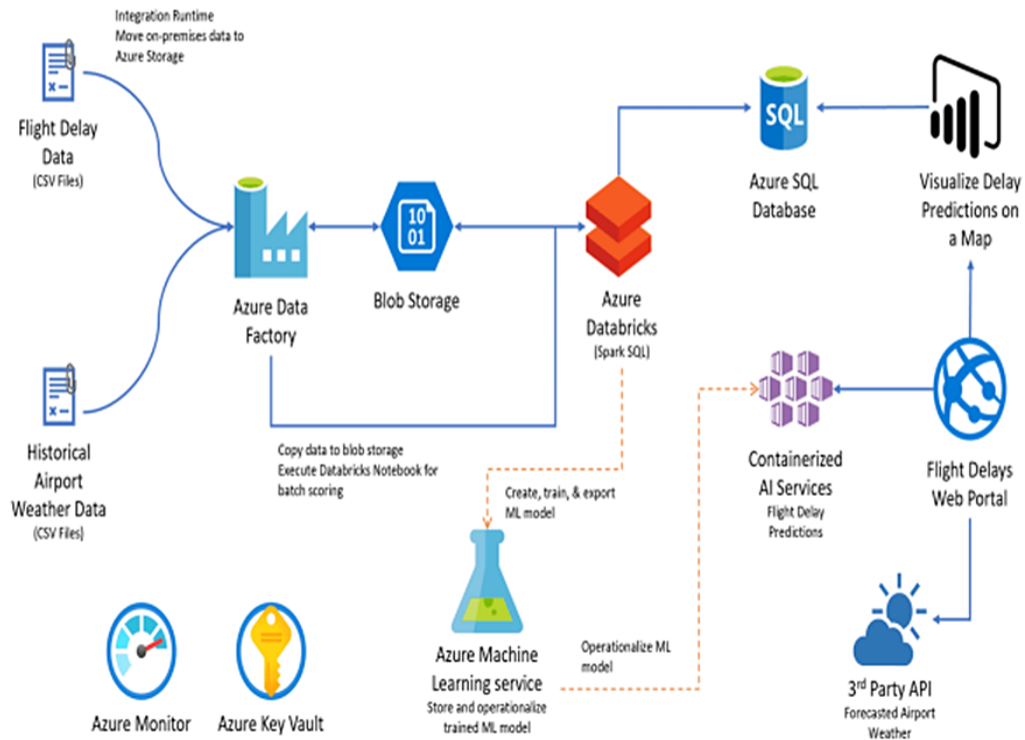 Integration Runtime
Move on-premises data to
Azure Storage
Flight Delay
Data
(CSV Files)
Azure Data
Factory
10
01
Blob Storage
Azure
Databricks
(Spark SQL)
SQL
Azure SQL
Database
Visualize Delay
Predictions on
a Map
Historical
Airport
Weather Data
(CSV Files)
Copy data to blob storage
Execute Databricks Notebook for
batch scoring
Create, train, & export
ML model
Containerized
AI Services
Flight Delay
Predictions
Flight Delays
Web Portal
Azure Monitor
Azure Key Vault
Azure Machine
Learning service
Store and operationalize
trained ML model
Operationalize ML
model
3rd Party API
Forecasted Airport
Weather